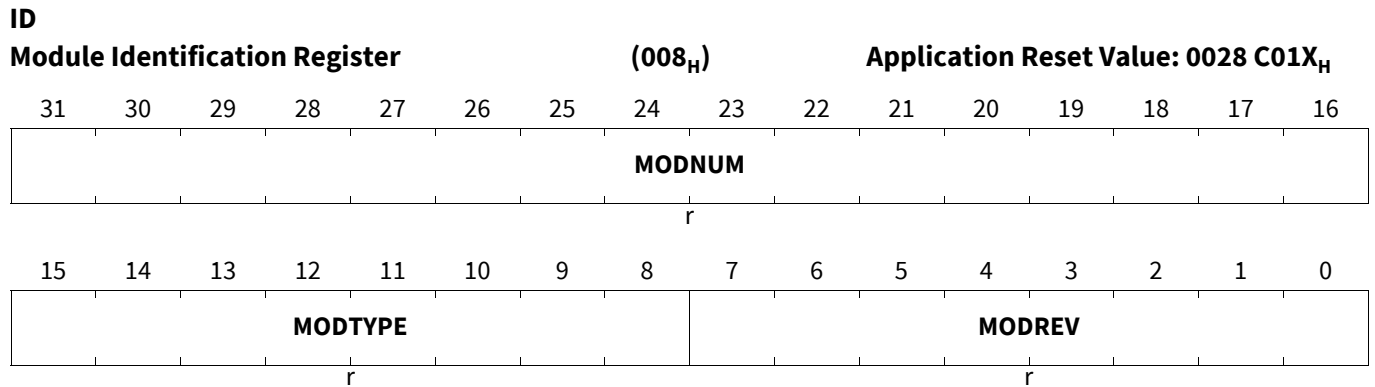 ID
Module Identification Register (008H) Application Reset Value: 0028 C01XH
31 30 29 28 27 26 25 24 23 22 21 20 19 18 17 16
MODNUM
r
15 14 13 12 11 10 9 8 7 6 5 4 3 2 1 0
MODTYPE MODREV
r r